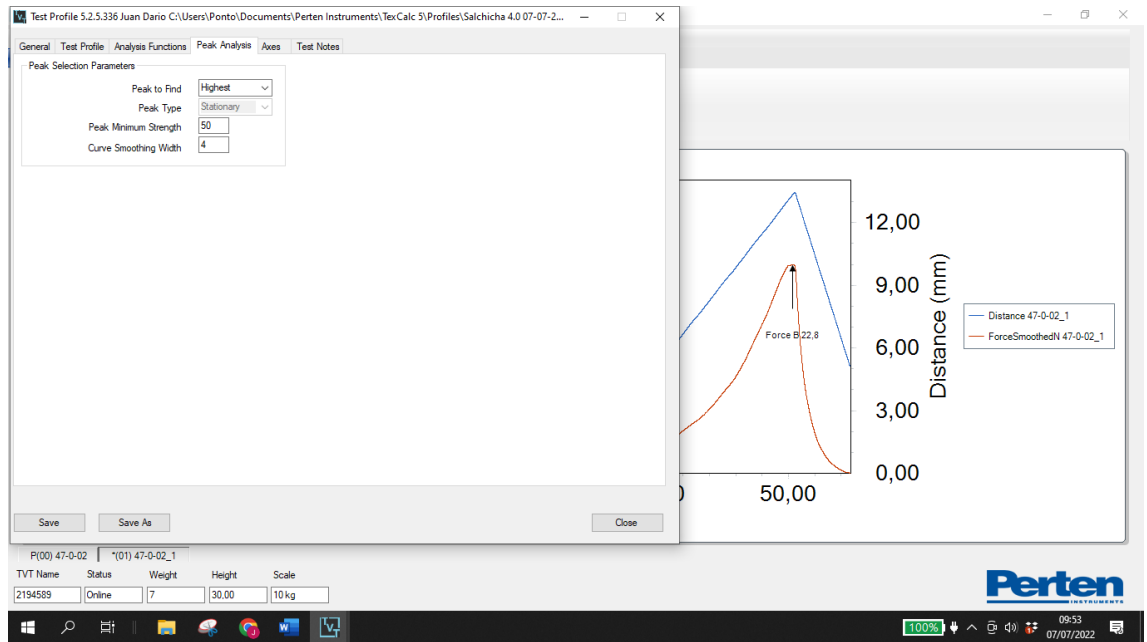 Test Profile 5.2.5.336 Juan Dario C:\Users\Ponto\Documents\Perten Instruments\TexCalc 5\Profiles\Salchicha 4.0 07-07-2...
General Test Profile Analysis Functions Peak Analysis Axes Test Notes
Peak Selection Parameters
Peak to Find Highest
Peak Type Stationary
Peak Minimum Strength 50
Curve Smoothing Width 4
Save Save As Close
12,00
9,00
6,00
3,00
0,00
Distance (mm)
Force B 22,8
50,00
Distance 47-0-02_1
ForceSmoothedN 47-0-02_1
P(00) 47-0-02 *(01) 47-0-02_1
TVT Name Status Weight Height Scale
2194589 Online 7 30,00 10 kg
Perten
INSTRUMENTS
100%
09:53
07/07/2022